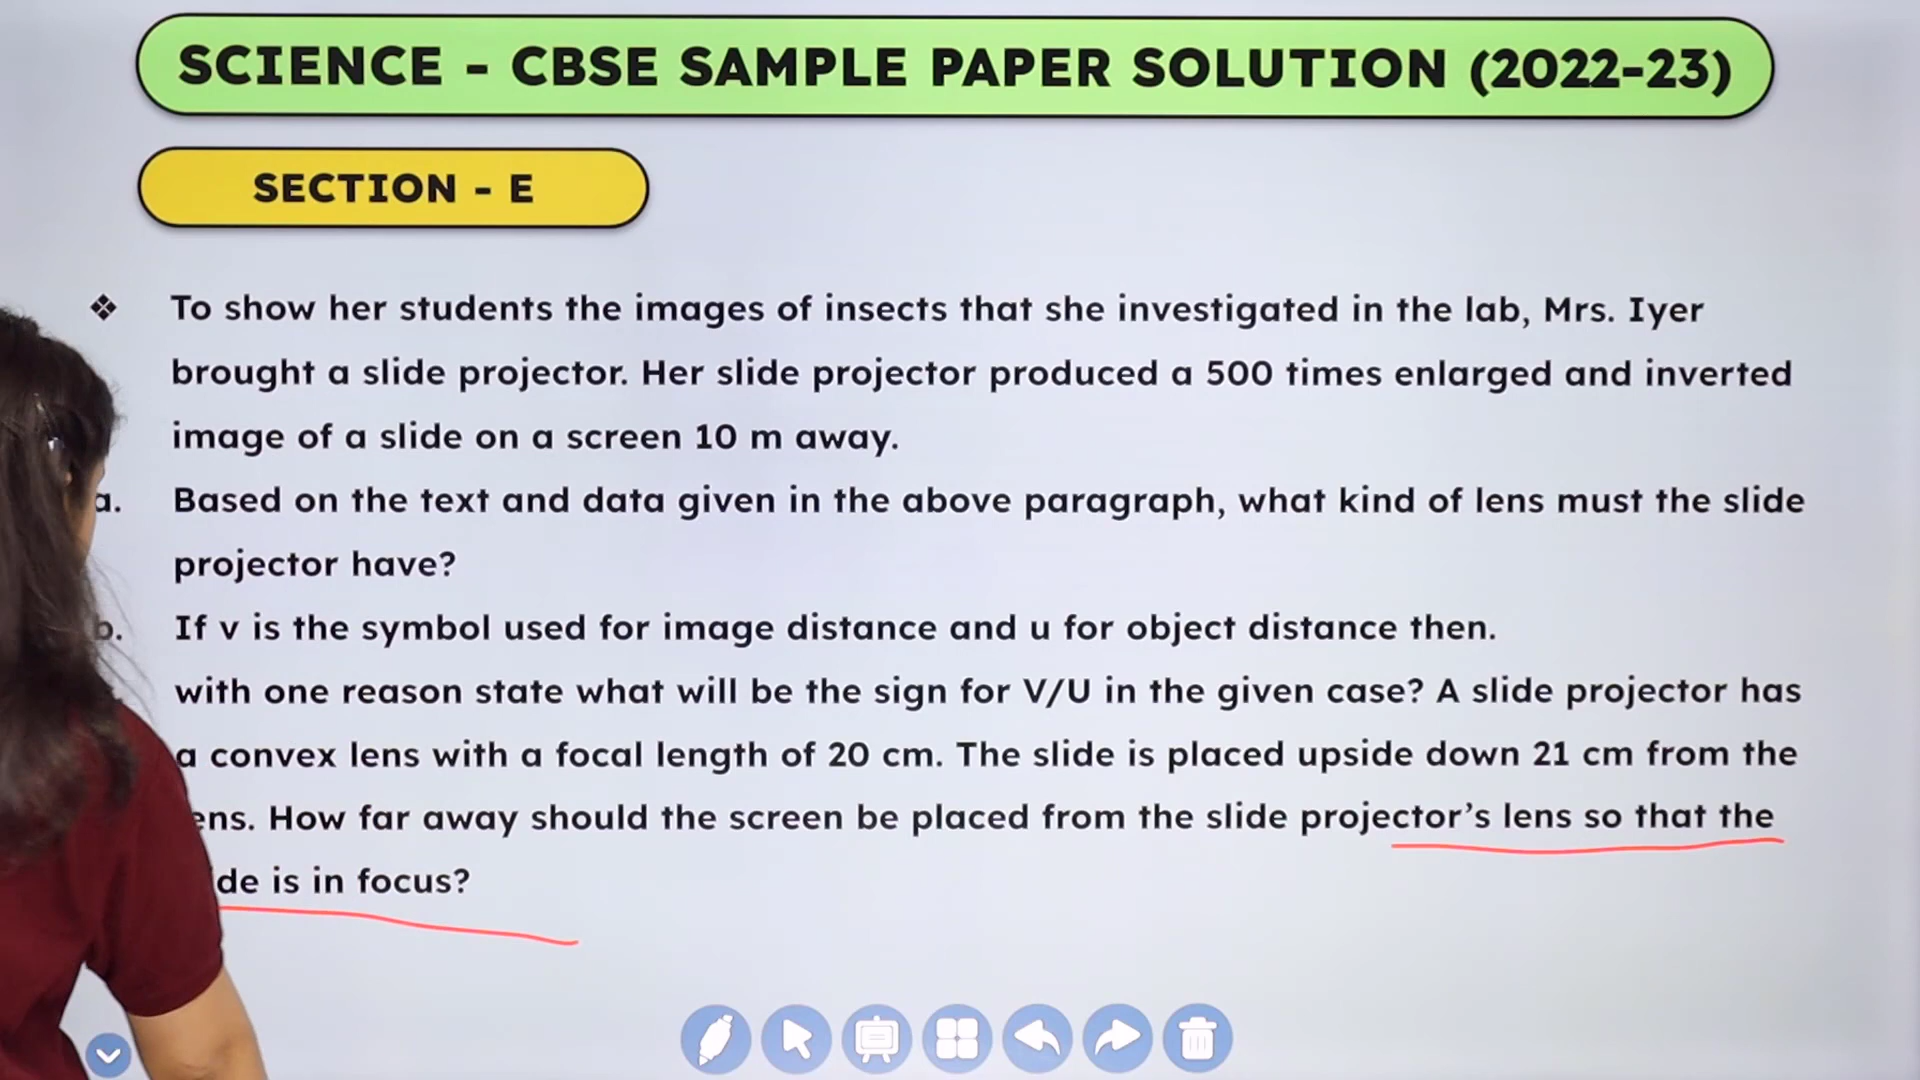 SCIENCE - CBSE SAMPLE PAPER SOLUTION (2022-23)
SECTION - E
❖ To show her students the images of insects that she investigated in the lab, Mrs. Iyer
brought a slide projector. Her slide projector produced a 500 times enlarged and inverted
image of a slide on a screen 10 m away.
a. Based on the text and data given in the above paragraph, what kind of lens must the slide
projector have?
b. If v is the symbol used for image distance and u for object distance then.
with one reason state what will be the sign for V/U in the given case? A slide projector has
a convex lens with a focal length of 20 cm. The slide is placed upside down 21 cm from the
ens. How far away should the screen be placed from the slide projector's lens so that the
de is in focus?